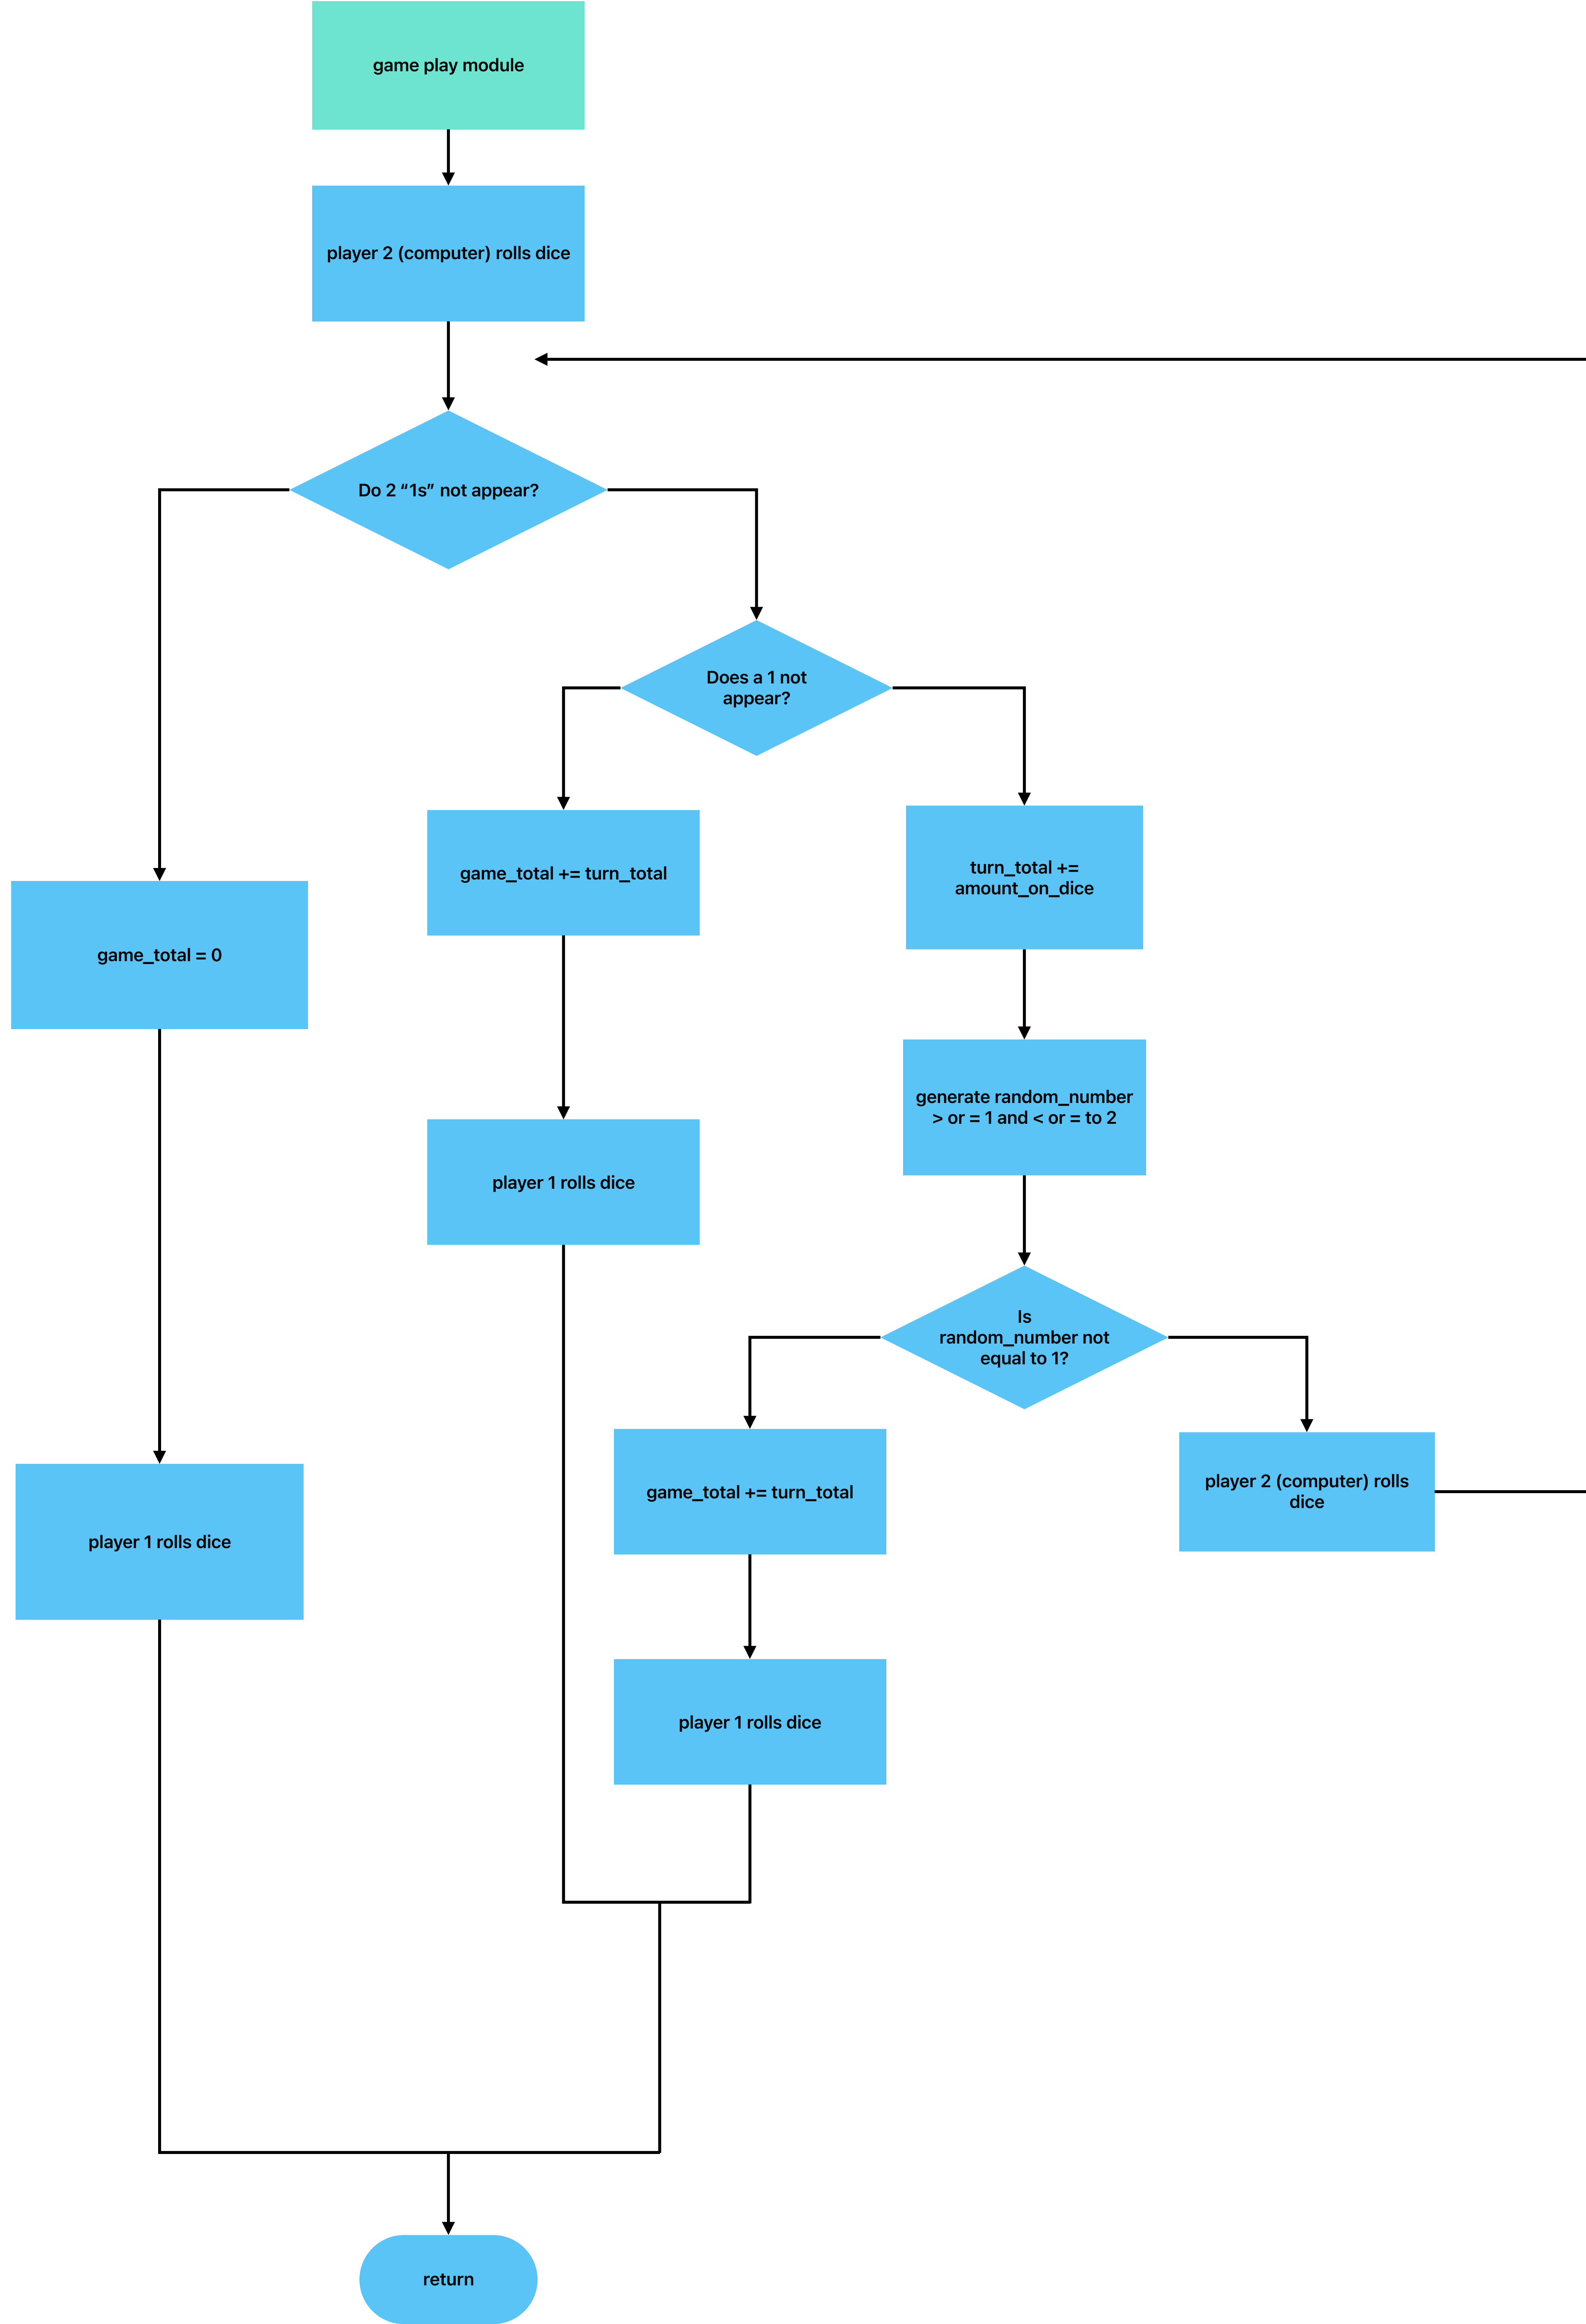 game play module
player 2 (computer) rolls dice
Do 2 “1s” not appear?
Does a 1 not
appear?
game_total += turn_total
turn_total +=
amount_on_dice
game_total = 0
generate random_number
> or = 1 and < or = to 2
player 1 rolls dice
Is
random_number not
equal to 1?
game_total += turn_total
player 2 (computer) rolls
dice
player 1 rolls dice
player 1 rolls dice
return